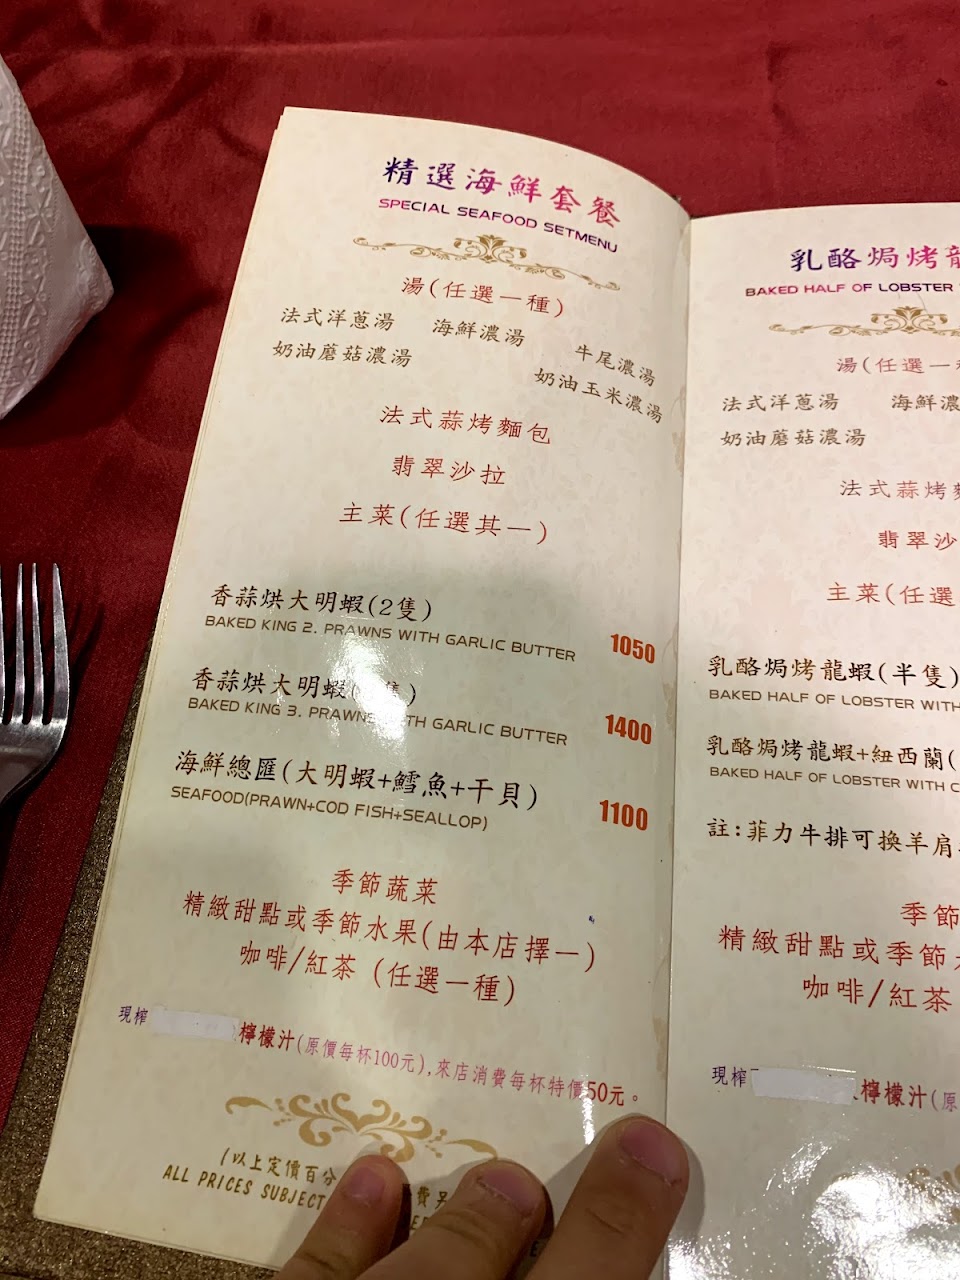 精選海鮮套餐
SPECIAL SEAFOOD SETMENU
湯(任選一種)
法式洋蔥湯 海鮮濃湯 牛尾濃湯
奶油蘑菇濃湯 奶油玉米濃湯
法式蒜烤麵包
翡翠沙拉
主菜(任選其一)
香蒜烘大明蝦(2隻)
BAKED KING 2. PRAWNS WITH GARLIC BUTTER 1050
香蒜烘大明蝦( 隻)
BAKED KING 3. PRAWNS WITH GARLIC BUTTER 1400
海鮮總匯(大明蝦+鱈魚+干貝)
SEAFOOD(PRAWN+COD FISH+SEALLOP) 1100
季節蔬菜
精緻甜點或季節水果(由本店擇一)
咖啡/紅茶 (任選一種)
現榨 檸檬汁(原價每杯100元),來店消費每杯特價50元。
(以上定價百分 費另
ALL PRICES SUBJECT
乳酪焗烤龍
BAKED HALF OF LOBSTER
湯(任選一種
法式洋蔥湯 海鮮濃
奶油蘑菇濃湯
法式蒜烤
翡翠沙
主菜(任選
乳酪焗烤龍蝦(半隻)
BAKED HALF OF LOBSTER WITH
乳酪焗烤龍蝦+紐西蘭(
BAKED HALF OF LOBSTER WITH C
註:菲力牛排可換羊肩
季節
精緻甜點或季節
咖啡/紅茶
現榨 檸檬汁(原